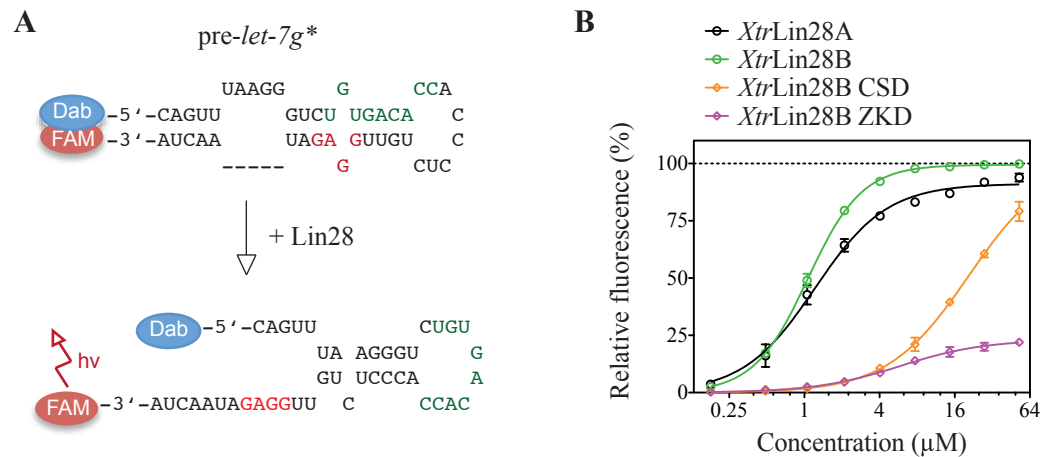 A
pre-let-7g*
UAAGG G CCA
Dab -5‘-CAGUU GUCU UGACA C
FAM -3‘-AUCAA UAGA G UUGU C
----- G CUC
+ Lin28
Dab -5‘-CAGUU CUGU
hν UA AGGGU G
GU UCCCA A
FAM -3‘-AUCAAUAGAGGUU C CCAC
B
XtrLin28A
XtrLin28B
XtrLin28B CSD
XtrLin28B ZKD
Relative fluorescence (%)
100
75
50
25
0
0.25 1 4 16 64
Concentration (µM)